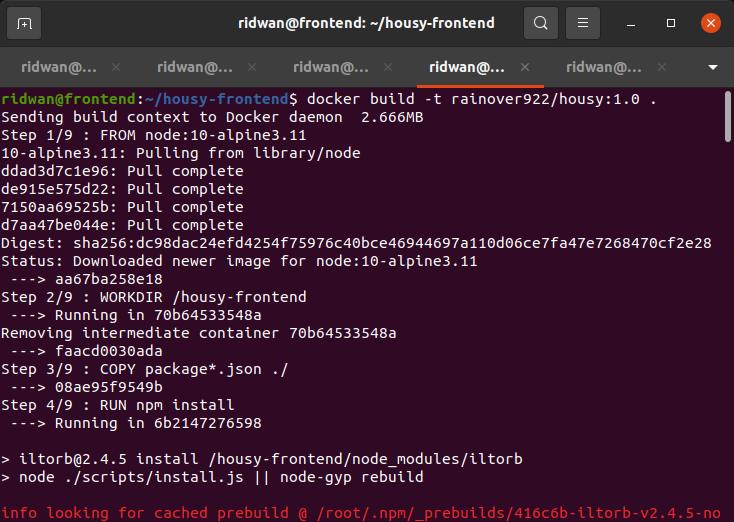 ridwan@frontend: ~/housy-frontend
ridwan@... ridwan@... ridwan@... ridwan@... ridwan@...
ridwan@frontend:~/housy-frontend$ docker build -t rainover922/housy:1.0 .
Sending build context to Docker daemon  2.666MB
Step 1/9 : FROM node:10-alpine3.11
10-alpine3.11: Pulling from library/node
ddad3d7c1e96: Pull complete
de915e575d22: Pull complete
7150aa69525b: Pull complete
d7aa47be044e: Pull complete
Digest: sha256:dc98dac24efd4254f75976c40bce46944697a110d06ce7fa47e7268470cf2e28
Status: Downloaded newer image for node:10-alpine3.11
 ---> aa67ba258e18
Step 2/9 : WORKDIR /housy-frontend
 ---> Running in 70b64533548a
Removing intermediate container 70b64533548a
 ---> faacd0030ada
Step 3/9 : COPY package*.json ./
 ---> 08ae95f9549b
Step 4/9 : RUN npm install
 ---> Running in 6b2147276598
> iltorb@2.4.5 install /housy-frontend/node_modules/iltorb
> node ./scripts/install.js || node-gyp rebuild
info looking for cached prebuild @ /root/.npm/_prebuilds/416c6b-iltorb-v2.4.5-no